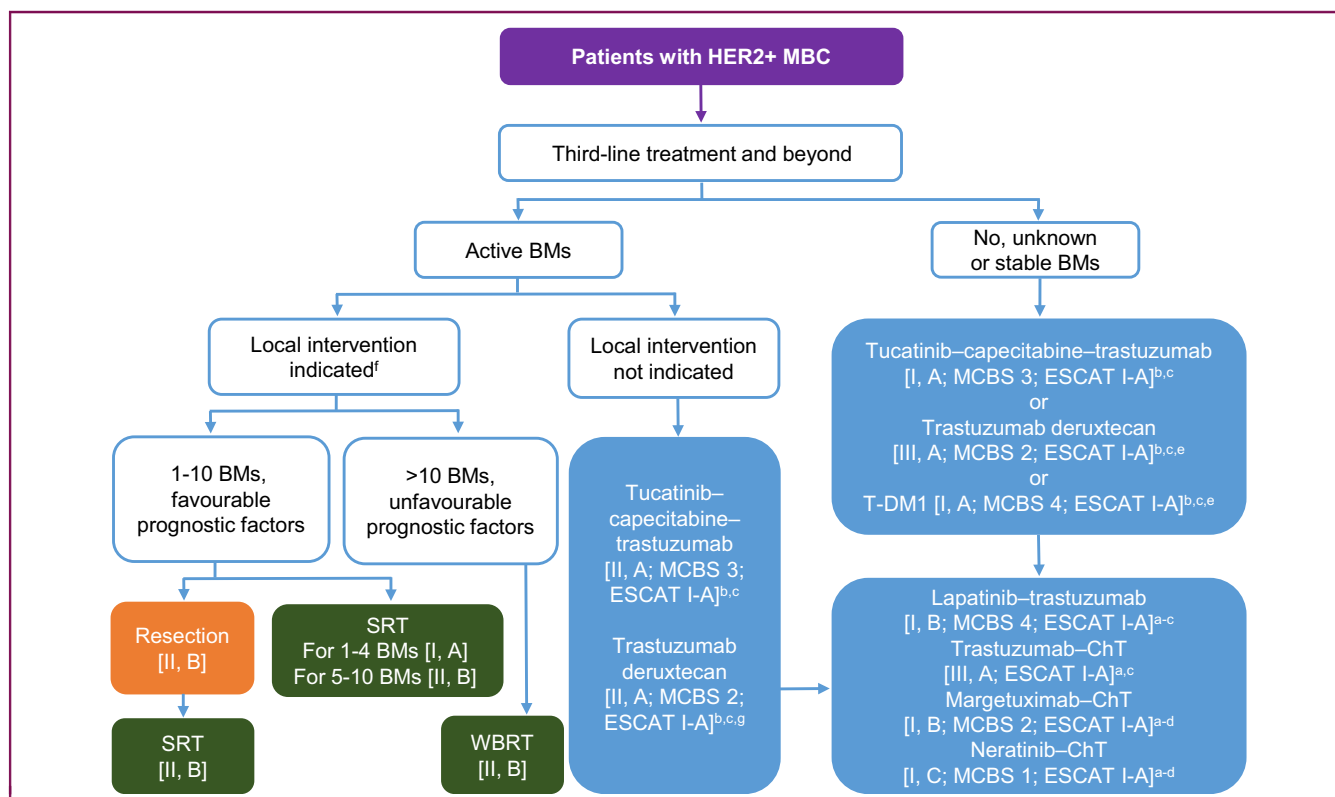 Patients with HER2+ MBC
Third-line treatment and beyond
Active BMs
No, unknown
or stable BMs
Local intervention
indicatedᶠ
Local intervention
not indicated
1-10 BMs,
favourable
prognostic factors
>10 BMs,
unfavourable
prognostic factors
Resection
[II, B]
SRT
[II, B]
SRT
For 1-4 BMs [I, A]
For 5-10 BMs [II, B]
WBRT
[II, B]
Tucatinib–
capecitabine–
trastuzumab
[II, A; MCBS 3;
ESCAT I-A]ᵇ,ᶜ
Trastuzumab
deruxtecan
[II, A; MCBS 2;
ESCAT I-A]ᵇ,ᶜ,ᵍ
Tucatinib–capecitabine–trastuzumab
[I, A; MCBS 3; ESCAT I-A]ᵇ,ᶜ
or
Trastuzumab deruxtecan
[III, A; MCBS 2; ESCAT I-A]ᵇ,ᶜ,ᵉ
or
T-DM1 [I, A; MCBS 4; ESCAT I-A]ᵇ,ᶜ,ᵉ
Lapatinib–trastuzumab
[I, B; MCBS 4; ESCAT I-A]ᵃ⁻ᶜ
Trastuzumab–ChT
[III, A; ESCAT I-A]ᵃ,ᶜ
Margetuximab–ChT
[I, B; MCBS 2; ESCAT I-A]ᵃ⁻ᵈ
Neratinib–ChT
[I, C; MCBS 1; ESCAT I-A]ᵃ⁻ᵈ